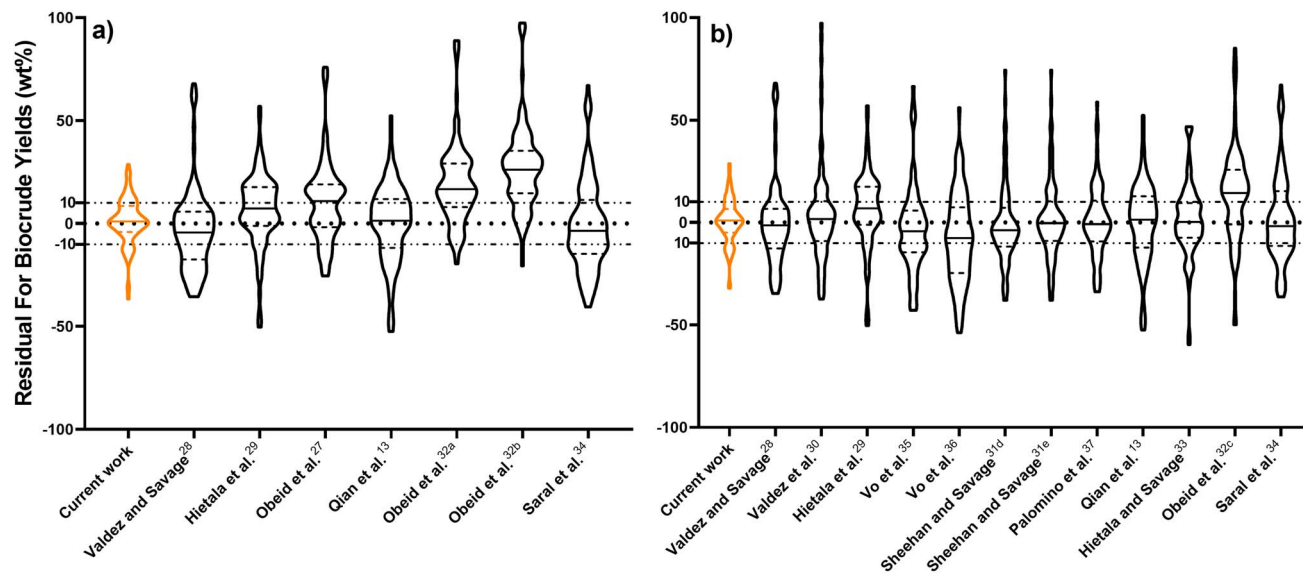 a)
Residual For Biocrude Yields (wt%)
100
50
10
0
-10
-50
-100
Current work
Valdez and Savage28
Hietala et al.29
Obeid et al.27
Qian et al.13
Obeid et al.32a
Obeid et al.32b
Saral et al.34
b)
100
50
10
0
10
-50
-100
Current work
Valdez and Savage28
Valdez et al.30
Hietala et al.29
Vo et al.35
Vo et al.36
Sheehan and Savage31d
Sheehan and Savage31e
Palomino et al.37
Qian et al.13
Hietala and Savage33
Obeid et al.32c
Saral et al.34